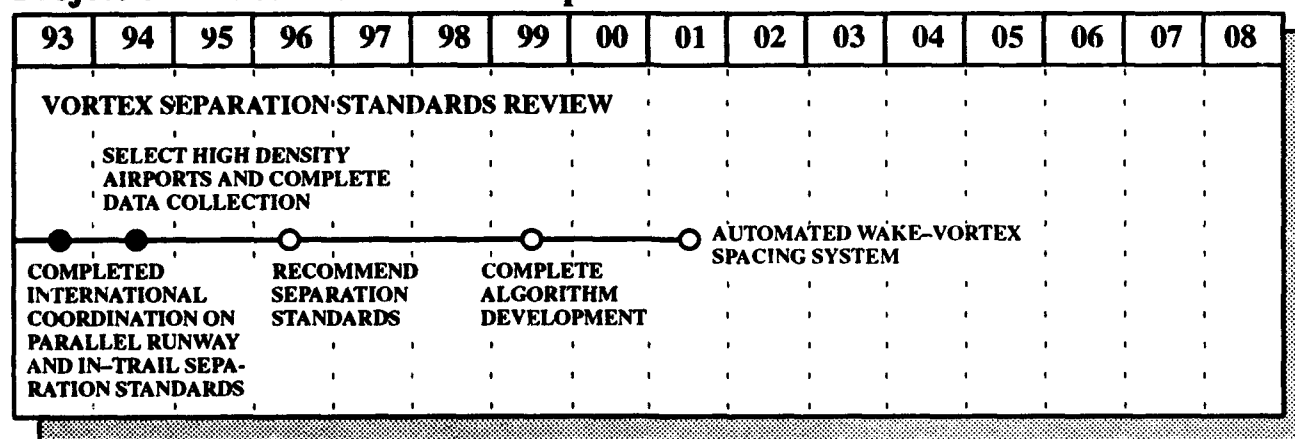 93 94 95 96 97 98 99 00 01 02 03 04 05 06 07 08
VORTEX SEPARATION STANDARDS REVIEW
SELECT HIGH DENSITY
AIRPORTS AND COMPLETE
DATA COLLECTION
AUTOMATED WAKE–VORTEX
SPACING SYSTEM
COMPLETED
INTERNATIONAL
COORDINATION ON
PARALLEL RUNWAY
AND IN–TRAIL SEPA-
RATION STANDARDS
RECOMMEND
SEPARATION
STANDARDS
COMPLETE
ALGORITHM
DEVELOPMENT